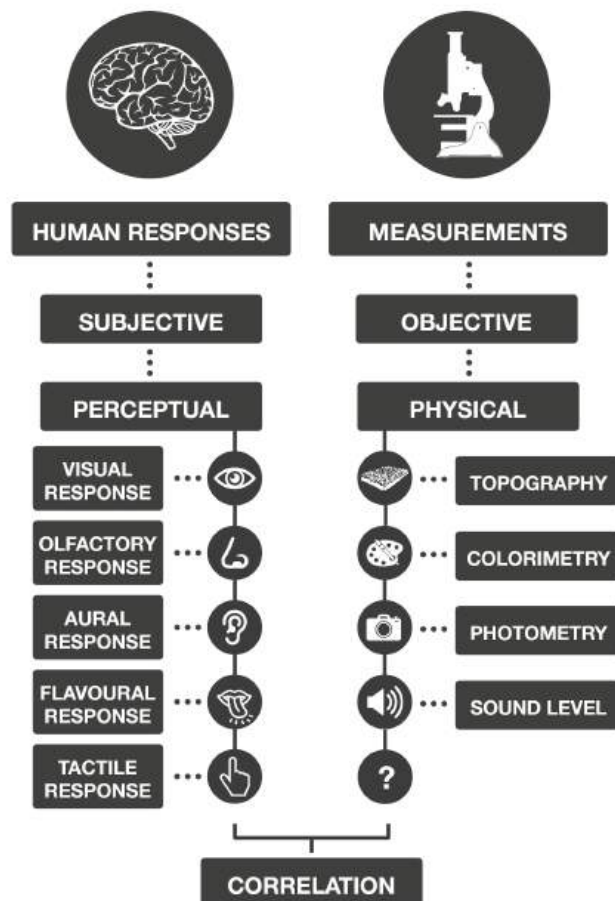 HUMAN RESPONSES
SUBJECTIVE
PERCEPTUAL
VISUAL
RESPONSE
OLFACTORY
RESPONSE
AURAL
RESPONSE
FLAVOURAL
RESPONSE
TACTILE
RESPONSE
MEASUREMENTS
OBJECTIVE
PHYSICAL
TOPOGRAPHY
COLORIMETRY
PHOTOMETRY
SOUND LEVEL
?
CORRELATION